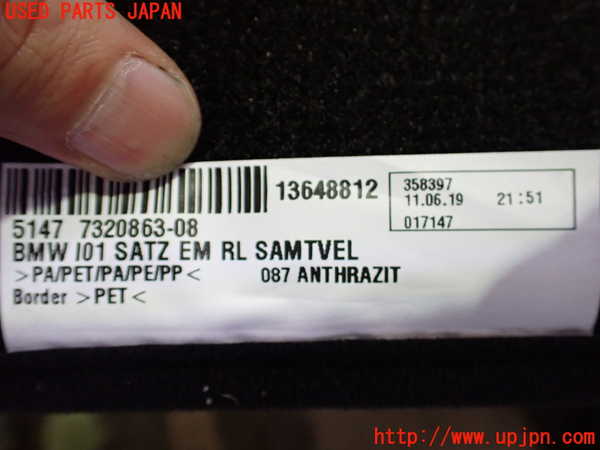 USED PARTS JAPAN
13648812
358397
11.06.19 21:51
017147
5147 7320863-08
BMW I01 SATZ EM RL SAMTVEL
>PA/PET/PA/PE/PP< 087 ANTHRAZIT
Border >PET<
http://www.upjpn.com/